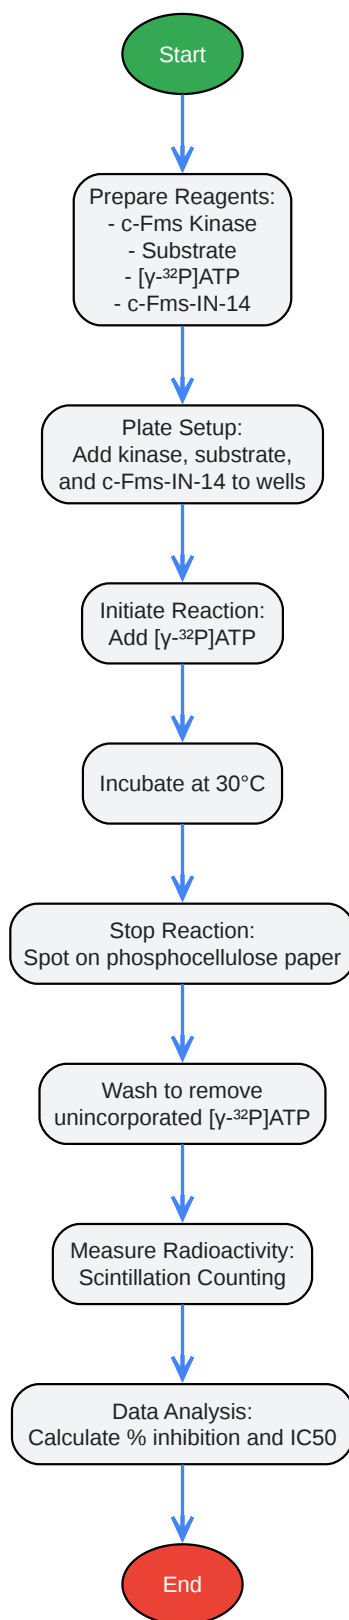 Start
Prepare Reagents:
- c-Fms Kinase
- Substrate
- [γ-³²P]ATP
- c-Fms-IN-14
Plate Setup:
Add kinase, substrate,
and c-Fms-IN-14 to wells
Initiate Reaction:
Add [γ-³²P]ATP
Incubate at 30°C
Stop Reaction:
Spot on phosphocellulose paper
Wash to remove
unincorporated [γ-³²P]ATP
Measure Radioactivity:
Scintillation Counting
Data Analysis:
Calculate % inhibition and IC50
End